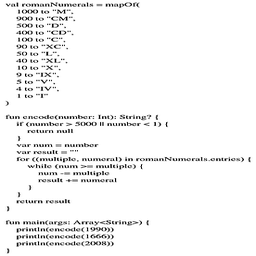 val romanNumerals = mapOf(
    1000 to "M",
    900 to "CM",
    500 to "D",
    400 to "CD",
    100 to "C",
    90 to "XC",
    50 to "L",
    40 to "XL",
    10 to "X",
    9 to "IX",
    5 to "V",
    4 to "IV",
    1 to "I"
)
fun encode(number: Int): String? {
    if (number > 5000 || number < 1) {
        return null
    }
    var num = number
    var result = ""
    for ((multiple, numeral) in romanNumerals.entries) {
        while (num >= multiple) {
            num -= multiple
            result += numeral
        }
    }
    return result
}
fun main(args: Array<String>) {
    println(encode(1990))
    println(encode(1666))
    println(encode(2008))
}